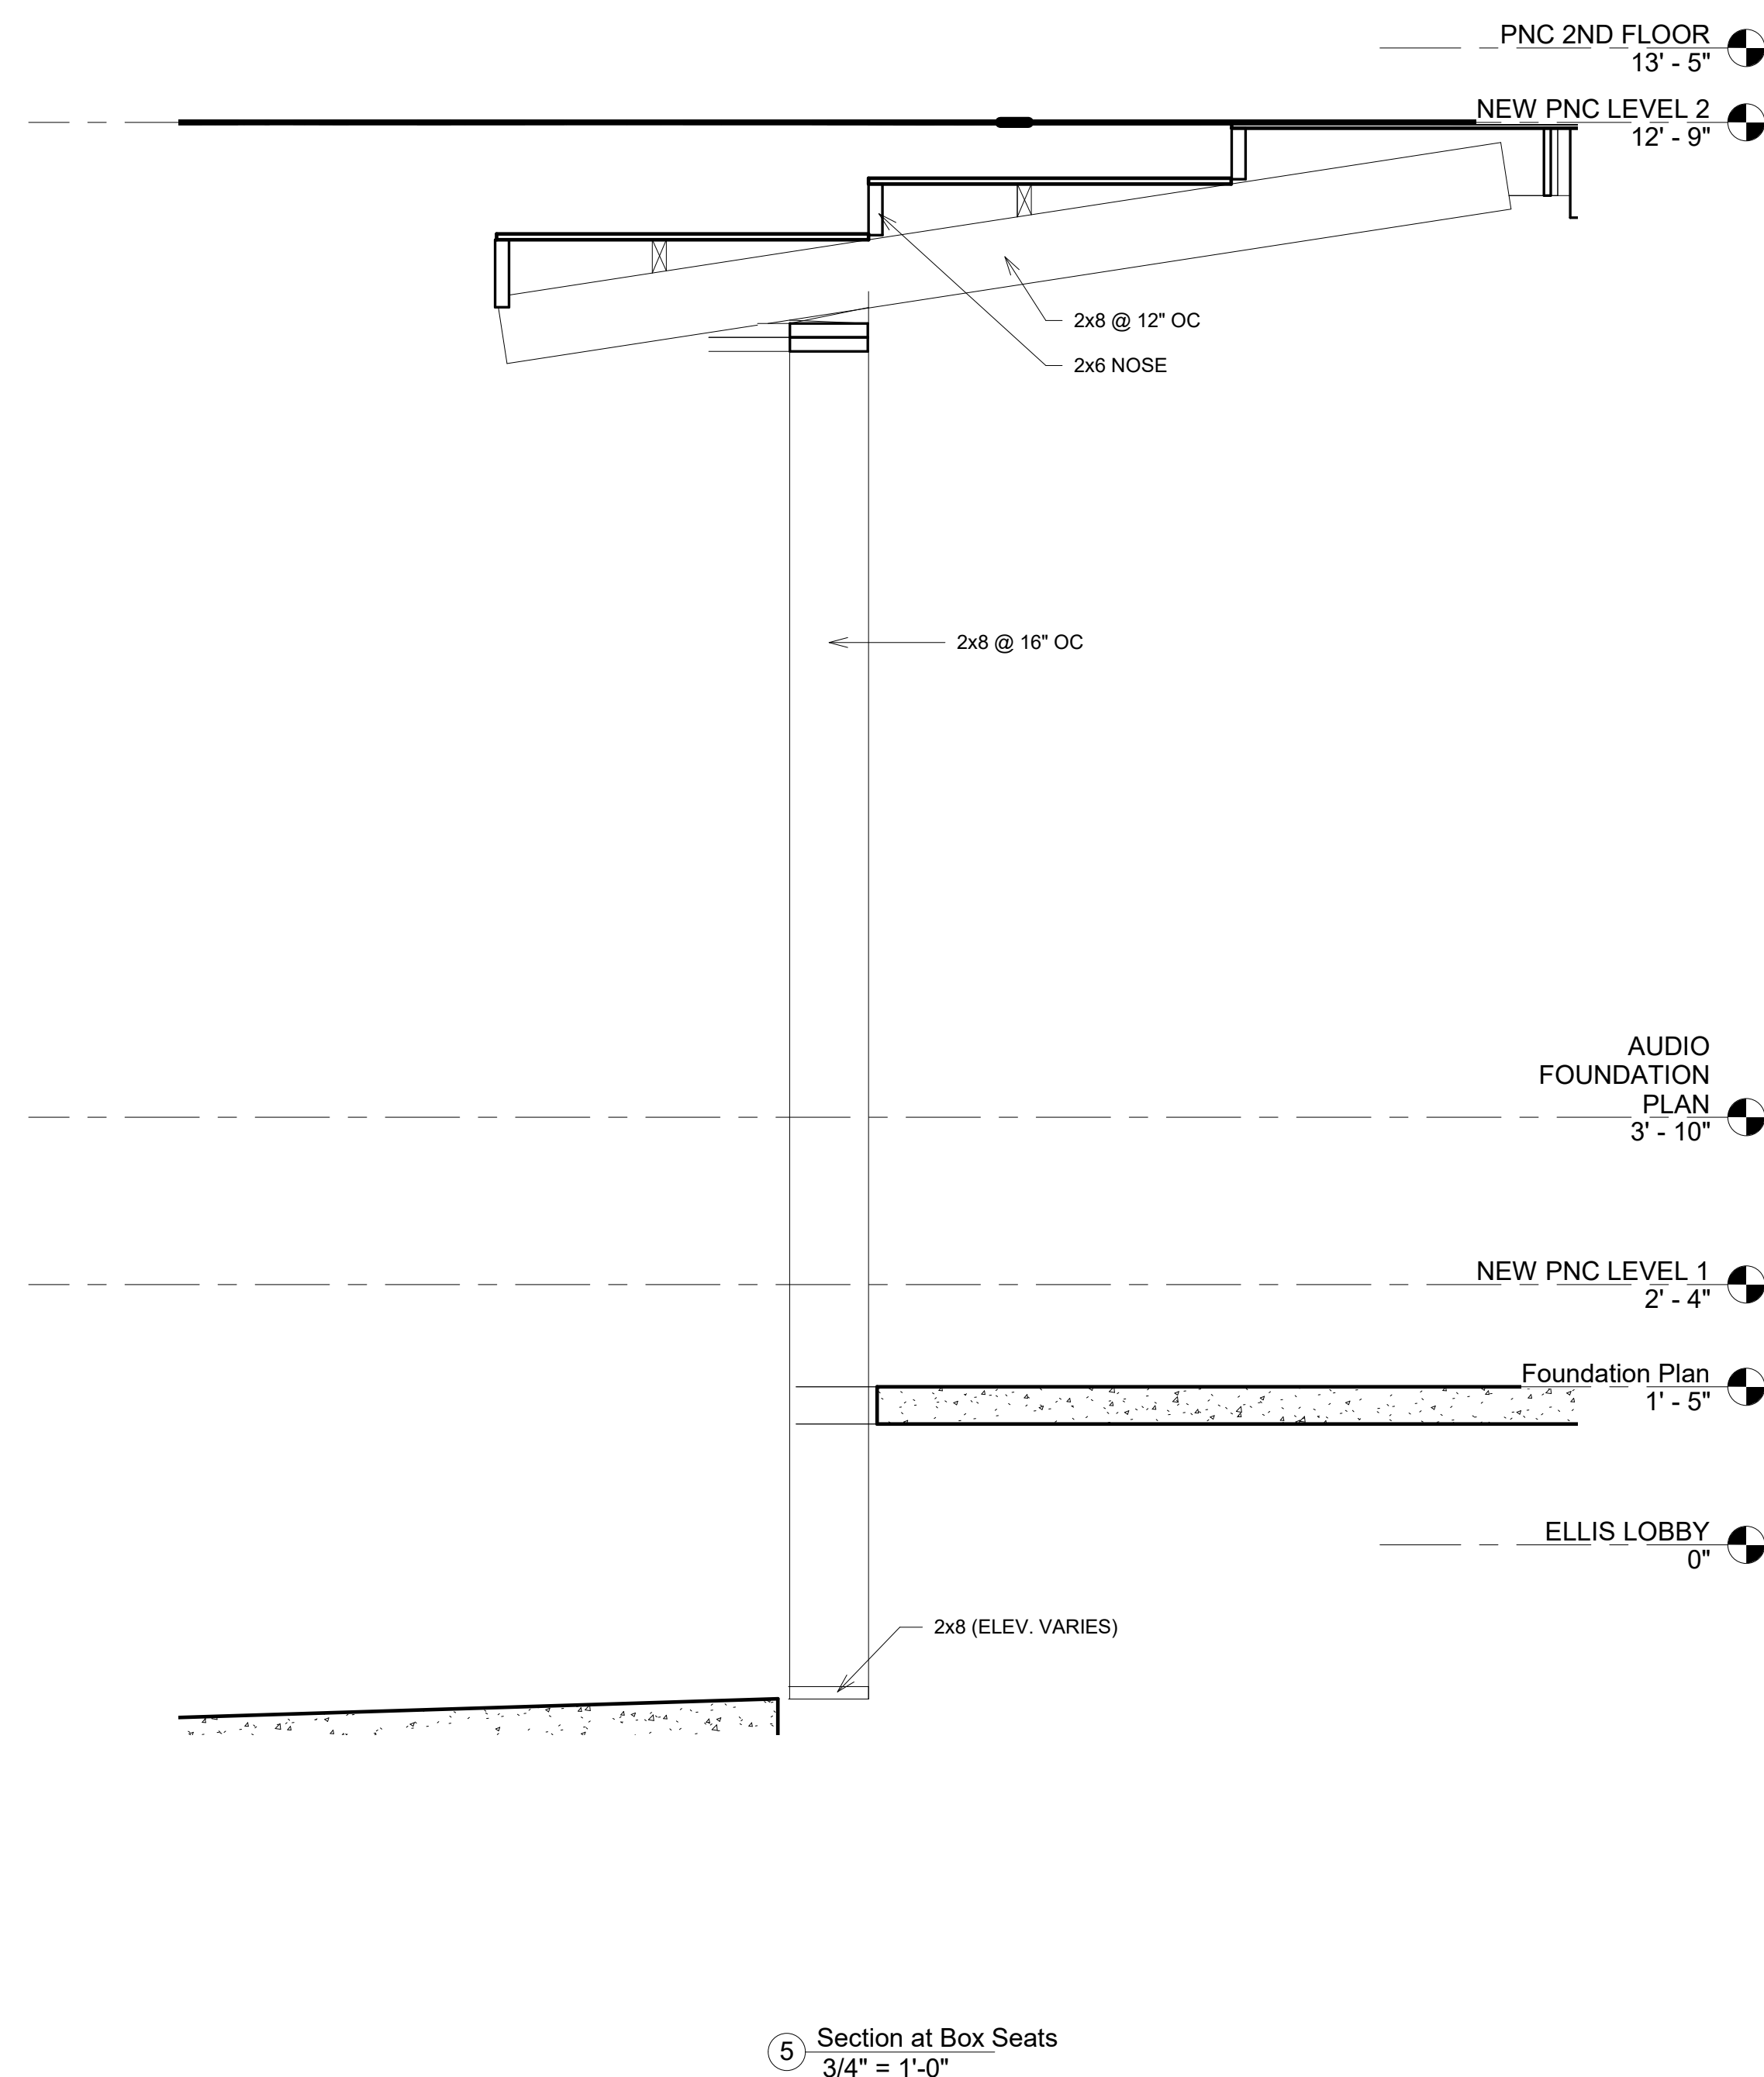 PNC 2ND FLOOR
13' - 5"
NEW PNC LEVEL 2
12' - 9"
2x8 @ 12" OC
2x6 NOSE
2x8 @ 16" OC
AUDIO
FOUNDATION
PLAN
3' - 10"
NEW PNC LEVEL 1
2' - 4"
Foundation Plan
1' - 5"
ELLIS LOBBY
0"
2x8 (ELEV. VARIES)
5
Section at Box Seats
3/4" = 1'-0"